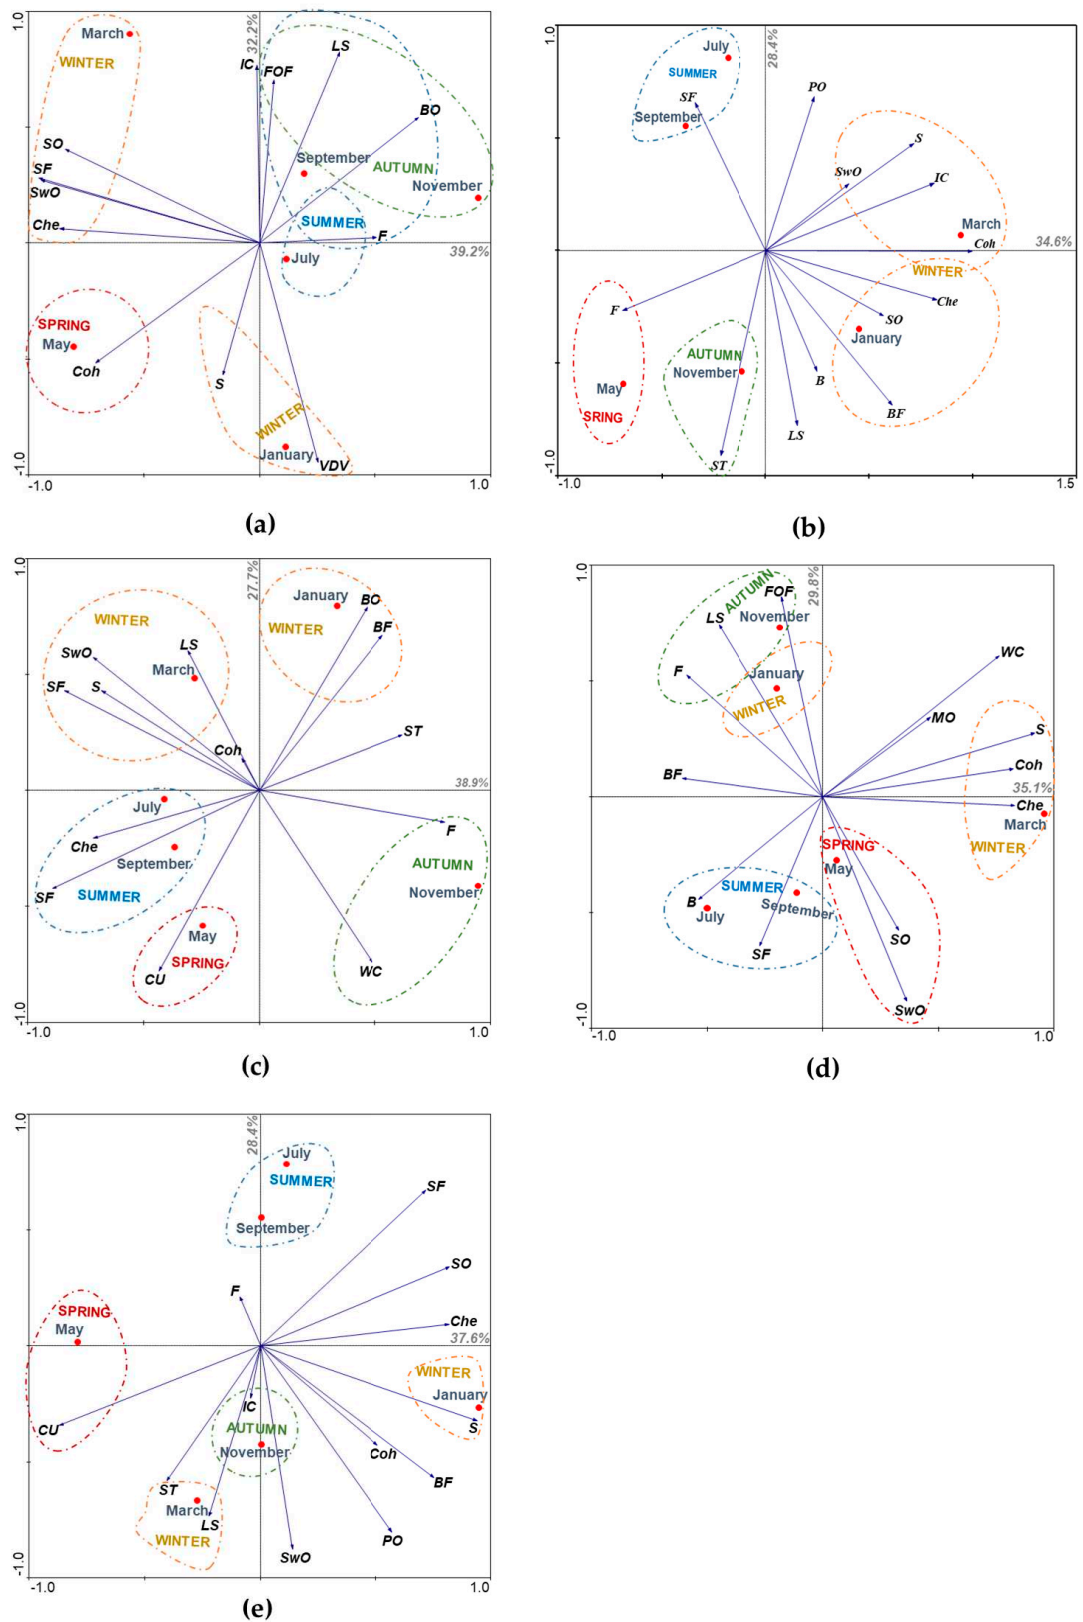 1.0
32.2%
March
WINTER
IC
FOF
LS
BO
SO
SF
SwO
Che
September
AUTUMN
November
SUMMER
F
39.2%
July
SPRING
May
Coh
S
WINTER
January
VDV
-1.0
-1.0
1.0
(a)
1.0
28.4%
July
SUMMER
SF
September
PO
S
SwO
IC
March
Coh
34.6%
WINTER
Che
SO
January
F
AUTUMN
November
May
SRING
B
BF
LS
ST
-1.0
-1.0
1.5
(b)
1.0
27.7%
January
BO
WINTER
WINTER
BF
LS
SwO
March
SF
S
ST
Coh
38.9%
July
F
Che
September
AUTUMN
SF
SUMMER
November
May
SPRING
CU
WC
-1.0
-1.0
1.0
(c)
1.0
29.8%
AUTUMN
FOF
LS
November
WC
F
January
WINTER
MO
S
BF
Coh
35.1%
Che
March
SPRING
WINTER
May
SUMMER
B
July
September
SO
SF
SwO
-1.0
-1.0
1.0
(d)
1.0
28.4%
July
SUMMER
SF
September
SO
F
SPRING
Che
May
37.6%
WINTER
January
IC
CU
AUTUMN
S
November
Coh
ST
BF
March
LS
WINTER
PO
SwO
-1.0
-1.0
1.0
(e)